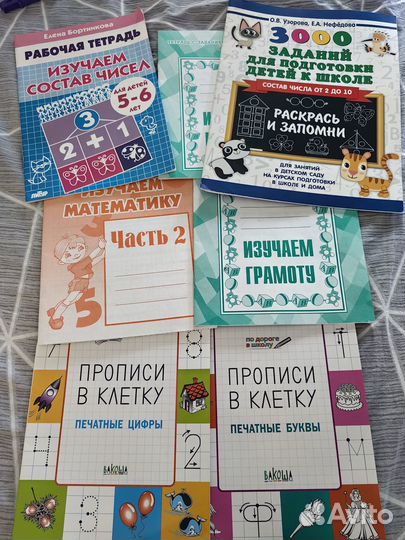 Елена Бортникова
РАБОЧАЯ ТЕТРАДЬ
ИЗУЧАЕМ
СОСТАВ ЧИСЕЛ
ДЛЯ ДЕТЕЙ
5-6
ЛЕТ
3
2 + 1
О.В. Узорова, Е.А. Нефёдова
3000
ЗАДАНИЙ
ДЛЯ ПОДГОТОВКИ
ДЕТЕЙ К ШКОЛЕ
СОСТАВ ЧИСЛА ОТ 2 ДО 10
РАСКРАСЬ
И ЗАПОМНИ
ДЛЯ ЗАНЯТИЙ
В ДЕТСКОМ САДУ
НА КУРСАХ ПОДГОТОВКИ
К ШКОЛЕ И ДОМА
ИЗУЧАЕМ
МАТЕМАТИКУ
Часть 2
5
5
ИЗУЧАЕМ
ГРАМОТУ
ПРОПИСИ
В КЛЕТКУ
ПЕЧАТНЫЕ ЦИФРЫ
ВАКОША
по дороге
в школу
ПРОПИСИ
В КЛЕТКУ
ПЕЧАТНЫЕ БУКВЫ
ВАКОША
Avito